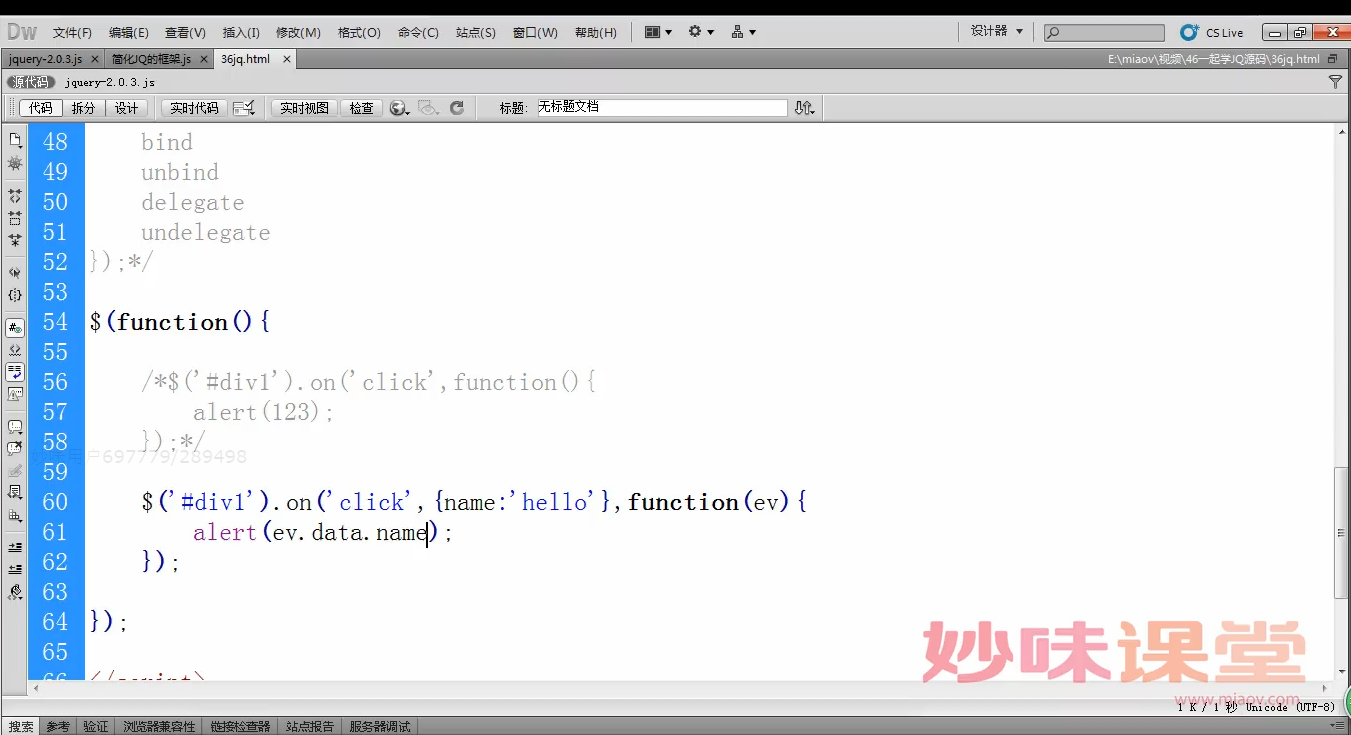 Dw 文件(F) 编辑(E) 查看(V) 插入(I) 修改(M) 格式(O) 命令(C) 站点(S) 窗口(W) 帮助(H) 设计器 CS Live
jquery-2.0.3.js 简化JQ的框架.js 36jq.html E:\miaov\视频\46一起学JQ源码\36jq.html
源代码 jquery-2.0.3.js
代码 拆分 设计 实时代码 实时视图 检查 标题: 无标题文档
48 bind
49 unbind
50 delegate
51 undelegate
52 });*/
53
54 $(function(){
55
56 /*$('#div1').on('click',function(){
57 alert(123);
58 });*/
妙味用户697779/289498
59
60 $('#div1').on('click',{name:'hello'},function(ev){
61 alert(ev.data.name);
62 });
63
64 });
65
66 </script>
妙味课堂
www.miaov.com
1 K / 1 秒 Unicode (UTF-8)
搜索 参考 验证 浏览器兼容性 链接检查器 站点报告 服务器调试